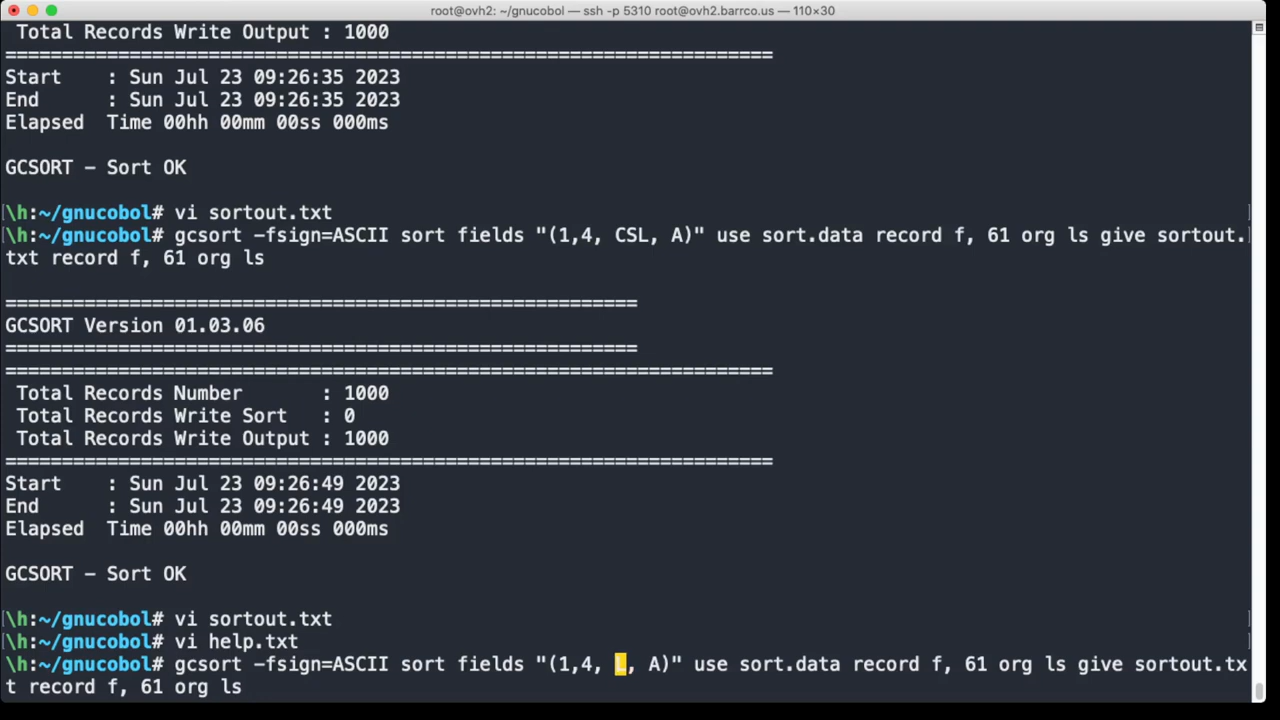 root@ovh2: ~/gnucobol — ssh -p 5310 root@ovh2.barrco.us — 110×30
Total Records Write Output : 1000
=====================================================================
Start    : Sun Jul 23 09:26:35 2023
End      : Sun Jul 23 09:26:35 2023
Elapsed  Time 00hh 00mm 00ss 000ms
GCSORT - Sort OK
[\h:~/gnucobol# vi sortout.txt ]
[\h:~/gnucobol# gcsort -fsign=ASCII sort fields "(1,4, CSL, A)" use sort.data record f, 61 org ls give sortout.]
txt record f, 61 org ls
========================================================
GCSORT Version 01.03.06
========================================================
====================================================================
Total Records Number       : 1000
Total Records Write Sort   : 0
Total Records Write Output : 1000
====================================================================
Start    : Sun Jul 23 09:26:49 2023
End      : Sun Jul 23 09:26:49 2023
Elapsed  Time 00hh 00mm 00ss 000ms
GCSORT - Sort OK
[\h:~/gnucobol# vi sortout.txt ]
[\h:~/gnucobol# vi help.txt ]
\h:~/gnucobol# gcsort -fsign=ASCII sort fields "(1,4, L, A)" use sort.data record f, 61 org ls give sortout.tx
t record f, 61 org ls